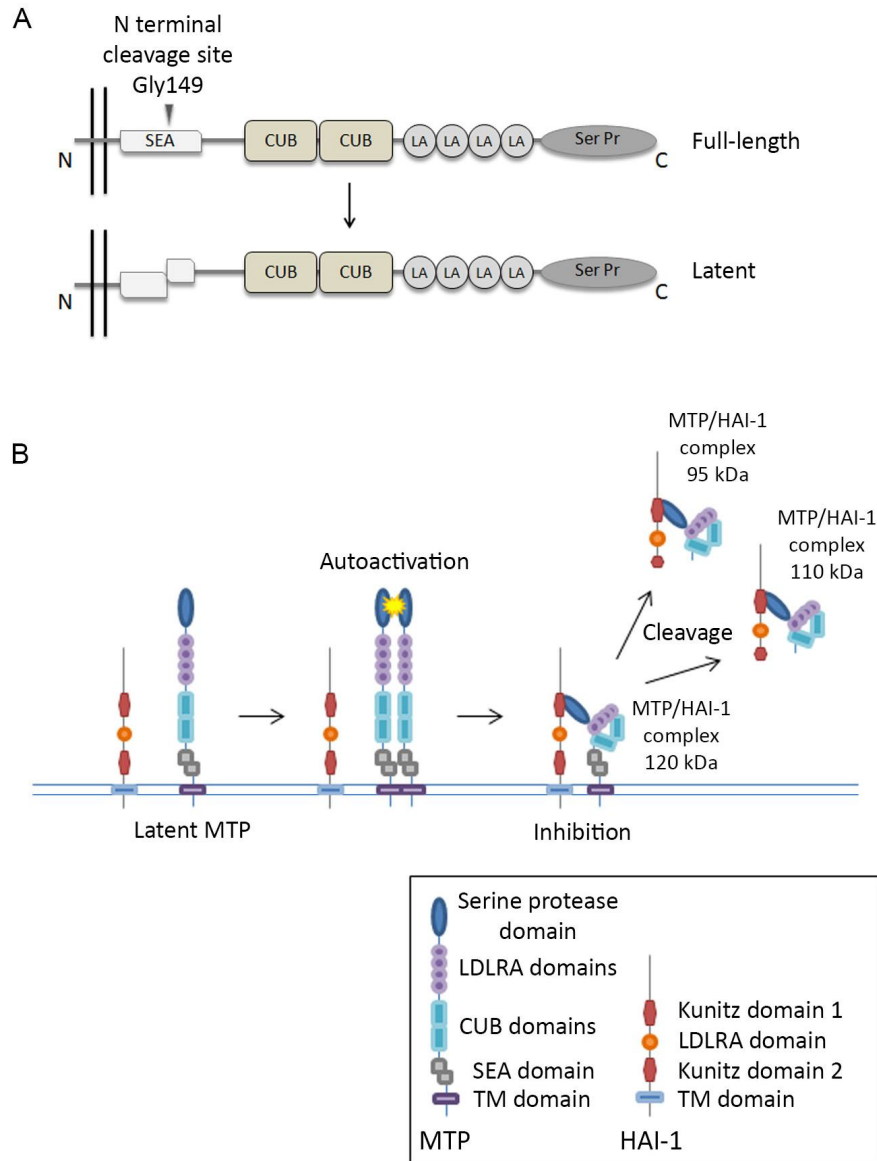 A
N terminal
cleavage site
Gly149
SEA
CUB
CUB
LA
LA
LA
LA
Ser Pr
Full-length
N
C
CUB
CUB
LA
LA
LA
LA
Ser Pr
Latent
N
C
B
MTP/HAI-1
complex
95 kDa
MTP/HAI-1
complex
110 kDa
Autoactivation
Cleavage
MTP/HAI-1
complex
120 kDa
Latent MTP
Inhibition
Serine protease
domain
LDLRA domains
CUB domains
SEA domain
TM domain
MTP
Kunitz domain 1
LDLRA domain
Kunitz domain 2
TM domain
HAI-1